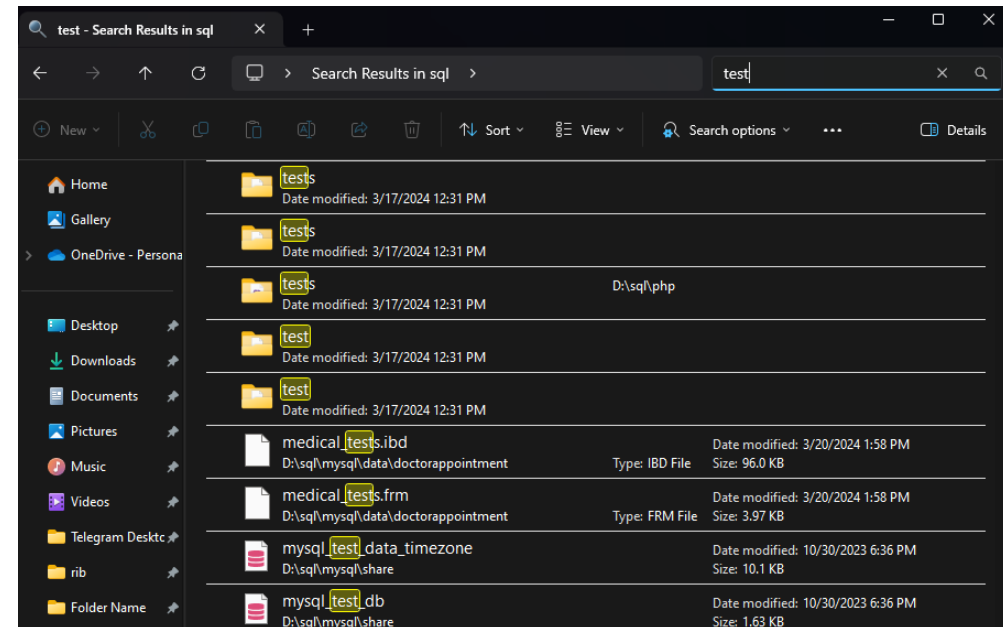 test - Search Results in sql
Search Results in sql
test
New
Sort
View
Search options
Details
Home
Gallery
OneDrive - Persona
Desktop
Downloads
Documents
Pictures
Music
Videos
Telegram Desktc
rib
Folder Name
tests
Date modified: 3/17/2024 12:31 PM
tests
Date modified: 3/17/2024 12:31 PM
tests
D:\sql\php
Date modified: 3/17/2024 12:31 PM
test
Date modified: 3/17/2024 12:31 PM
test
Date modified: 3/17/2024 12:31 PM
medical_tests.ibd
Date modified: 3/20/2024 1:58 PM
D:\sql\mysql\data\doctorappointment Type: IBD File Size: 96.0 KB
medical_tests.frm
Date modified: 3/20/2024 1:58 PM
D:\sql\mysql\data\doctorappointment Type: FRM File Size: 3.97 KB
mysql_test_data_timezone
Date modified: 10/30/2023 6:36 PM
D:\sql\mysql\share Size: 10.1 KB
mysql_test_db
Date modified: 10/30/2023 6:36 PM
D:\sql\mysql\share Size: 1.63 KB